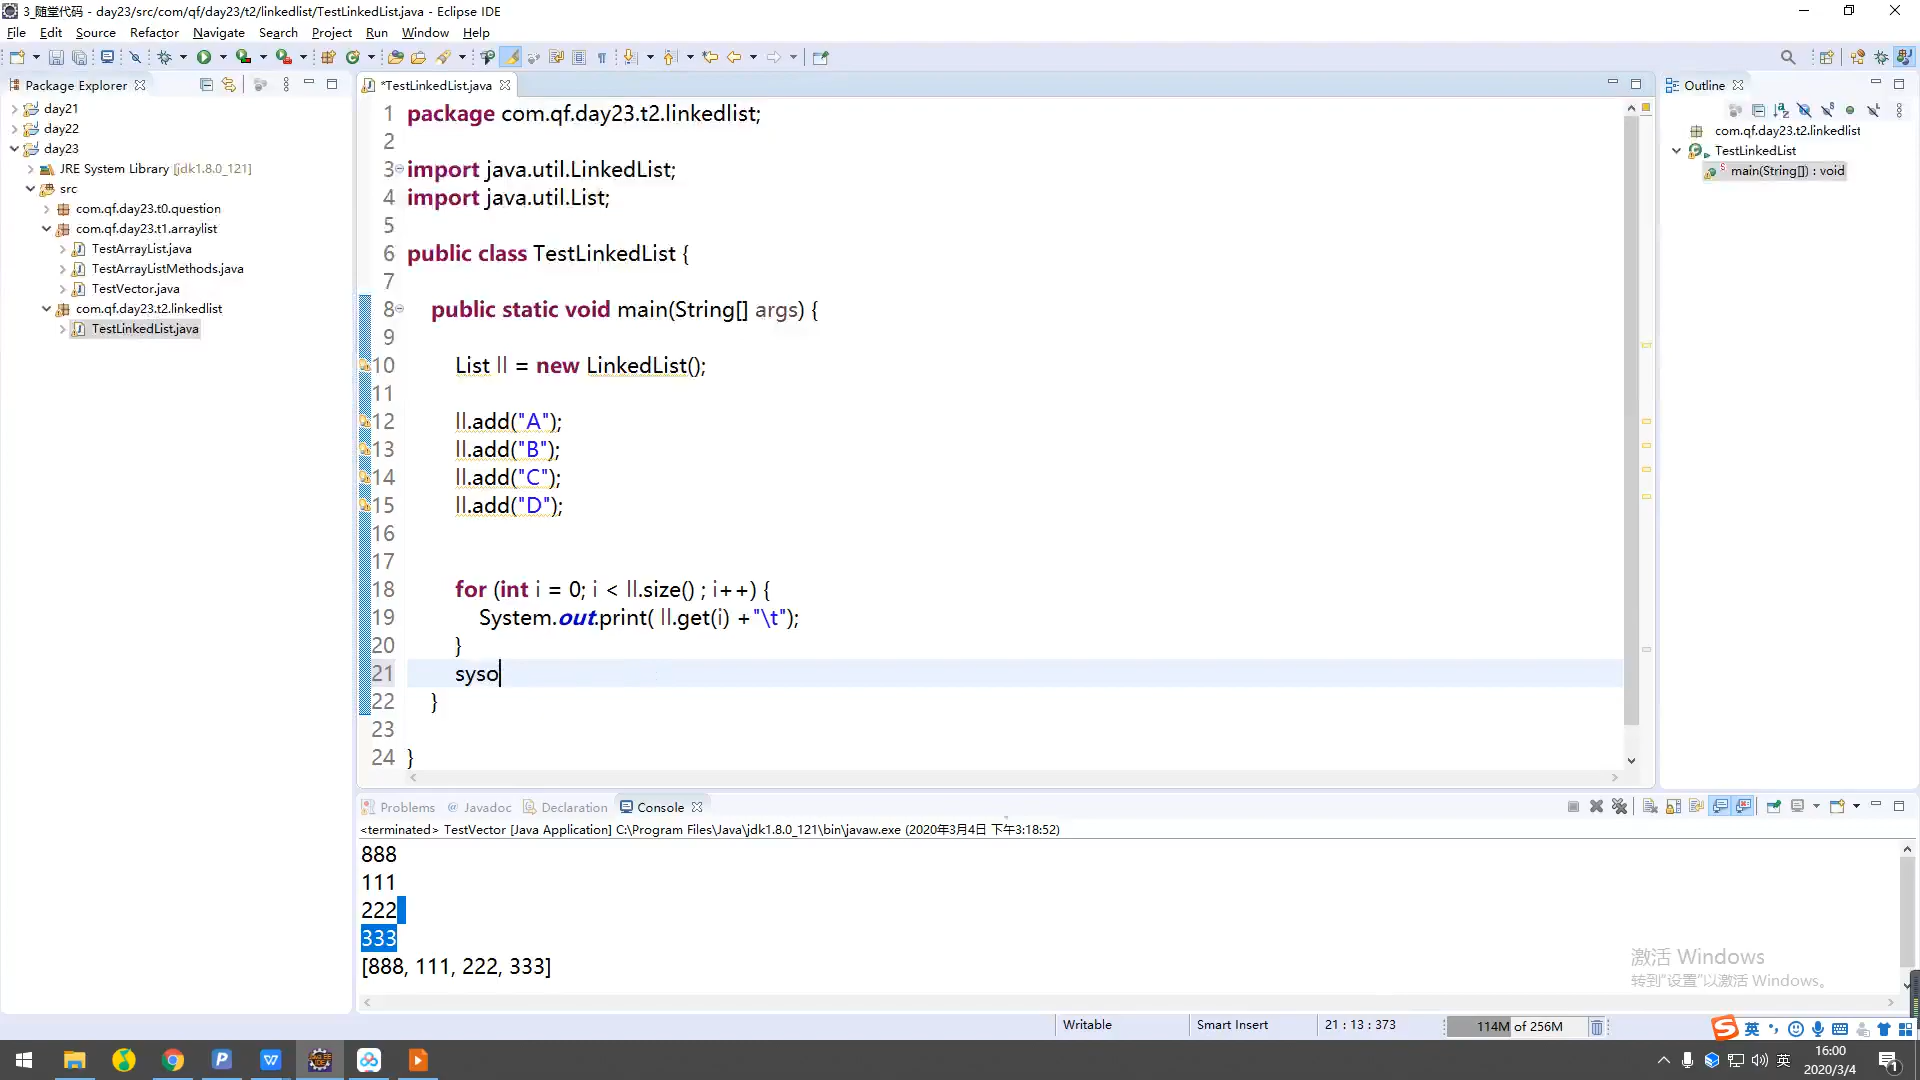 3_随堂代码 - day23/src/com/qf/day23/t2/linkedlist/TestLinkedList.java - Eclipse IDE
File Edit Source Refactor Navigate Search Project Run Window Help
Package Explorer
day21
day22
day23
JRE System Library [jdk1.8.0_121]
src
com.qf.day23.t0.question
com.qf.day23.t1.arraylist
TestArrayList.java
TestArrayListMethods.java
TestVector.java
com.qf.day23.t2.linkedlist
TestLinkedList.java
*TestLinkedList.java
1 package com.qf.day23.t2.linkedlist;
2
3 import java.util.LinkedList;
4 import java.util.List;
5
6 public class TestLinkedList {
7
8 public static void main(String[] args) {
9
10 List ll = new LinkedList();
11
12 ll.add("A");
13 ll.add("B");
14 ll.add("C");
15 ll.add("D");
16
17
18 for (int i = 0; i < ll.size() ; i++) {
19 System.out.print( ll.get(i) +"\t");
20 }
21 syso
22 }
23
24 }
Outline
com.qf.day23.t2.linkedlist
TestLinkedList
main(String[]) : void
Problems @ Javadoc Declaration Console
<terminated> TestVector [Java Application] C:\Program Files\Java\jdk1.8.0_121\bin\javaw.exe (2020年3月4日 下午3:18:52)
888
111
222
333
[888, 111, 222, 333]
激活 Windows
转到"设置"以激活 Windows。
Writable Smart Insert 21 : 13 : 373 114M of 256M
英
英
16:00
2020/3/4